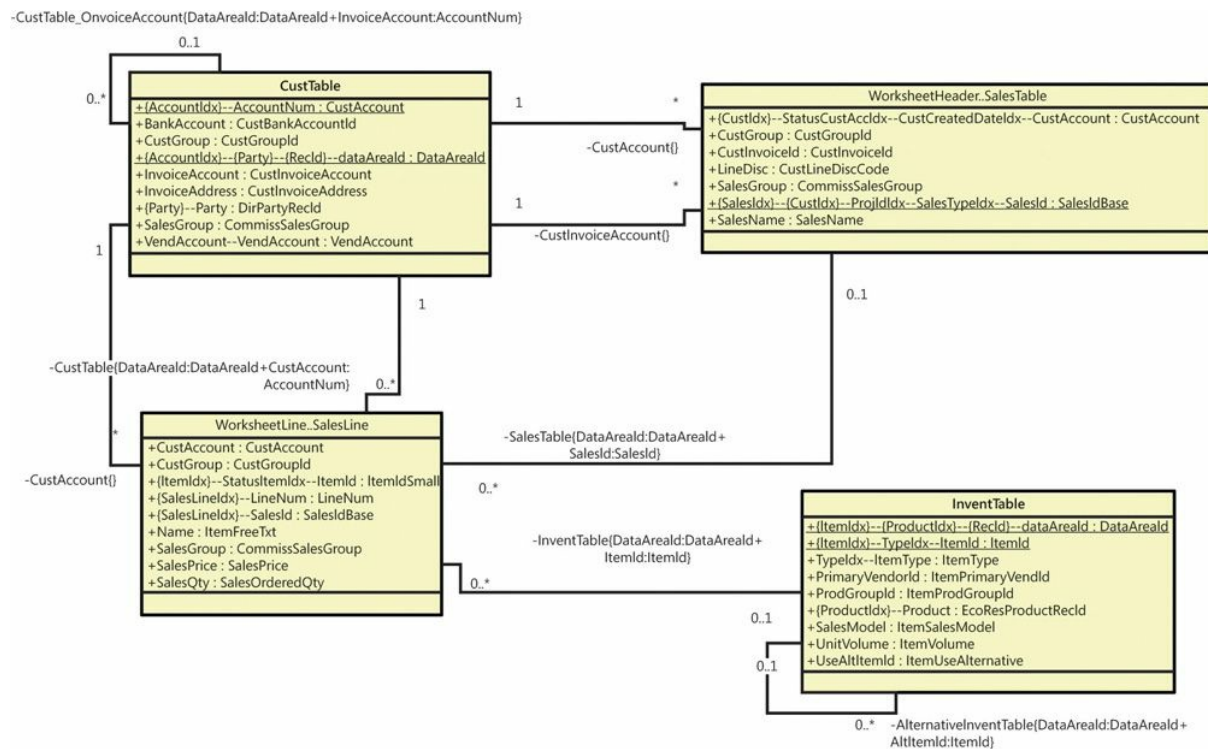 -CustTable_OnvoiceAccount{DataAreaId:DataAreaId+InvoiceAccount:AccountNum}
0..1
0..*
CustTable
+{AccountIdx}--AccountNum : CustAccount
+BankAccount : CustBankAccountId
+CustGroup : CustGroupId
+{AccountIdx}--{Party}--{RecId}--dataAreaId : DataAreaId
+InvoiceAccount : CustInvoiceAccount
+InvoiceAddress : CustInvoiceAddress
+{Party}--Party : DirPartyRecId
+SalesGroup : CommissSalesGroup
+VendAccount--VendAccount : VendAccount
1
*
-CustAccount{}
*
1
-CustInvoiceAccount{}
WorksheetHeader..SalesTable
+{CustIdx}--StatusCustAccIdx--CustCreatedDateIdx--CustAccount : CustAccount
+CustGroup : CustGroupId
+CustInvoiceId : CustInvoiceId
+LineDisc : CustLineDiscCode
+SalesGroup : CommissSalesGroup
+{SalesIdx}--{CustIdx}--ProjIdIdx--SalesTypeIdx--SalesId : SalesIdBase
+SalesName : SalesName
1
1
0..1
-CustTable{DataAreaId:DataAreaId+CustAccount:
AccountNum}
0..*
*
-CustAccount{}
WorksheetLine..SalesLine
+CustAccount : CustAccount
+CustGroup : CustGroupId
+{ItemIdx}--StatusItemIdx--ItemId : ItemIdSmall
+{SalesLineIdx}--LineNum : LineNum
+{SalesLineIdx}--SalesId : SalesIdBase
+Name : ItemFreeTxt
+SalesGroup : CommissSalesGroup
+SalesPrice : SalesPrice
+SalesQty : SalesOrderedQty
-SalesTable{DataAreaId:DataAreaId+
SalesId:SalesId}
0..*
-InventTable{DataAreaId:DataAreaId+
ItemId:ItemId}
0..*
0..1
InventTable
+{ItemIdx}--{ProductIdx}--{RecId}--dataAreaId : DataAreaId
+{ItemIdx}--TypeIdx--ItemId : ItemId
+TypeIdx--ItemType : ItemType
+PrimaryVendorId : ItemPrimaryVendId
+ProdGroupId : ItemProdGroupId
+{ProductIdx}--Product : EcoResProductRecId
+SalesModel : ItemSalesModel
+UnitVolume : ItemVolume
+UseAltItemId : ItemUseAlternative
0..1
0..*
-AlternativeInventTable{DataAreaId:DataAreaId+
AltItemId:ItemId}